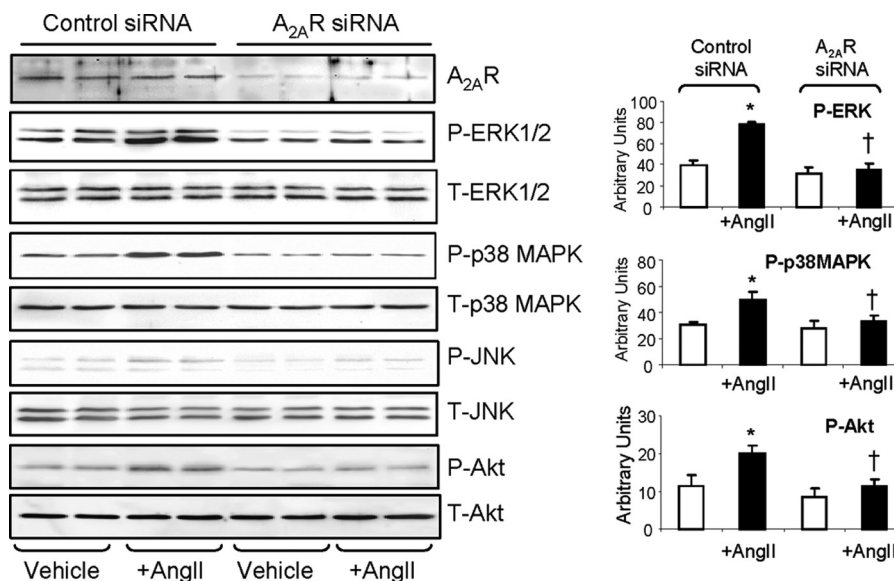 Control siRNA A2AR siRNA
A2AR
P-ERK1/2
T-ERK1/2
P-p38 MAPK
T-p38 MAPK
P-JNK
T-JNK
P-Akt
T-Akt
Vehicle +AngII Vehicle +AngII
Control siRNA
A2AR siRNA
P-ERK
Arbitrary Units
100
80
60
40
20
0
*
†
+AngII +AngII
P-p38MAPK
Arbitrary Units
80
60
40
20
0
*
†
+AngII +AngII
P-Akt
Arbitrary Units
30
20
10
0
*
†
+AngII +AngII